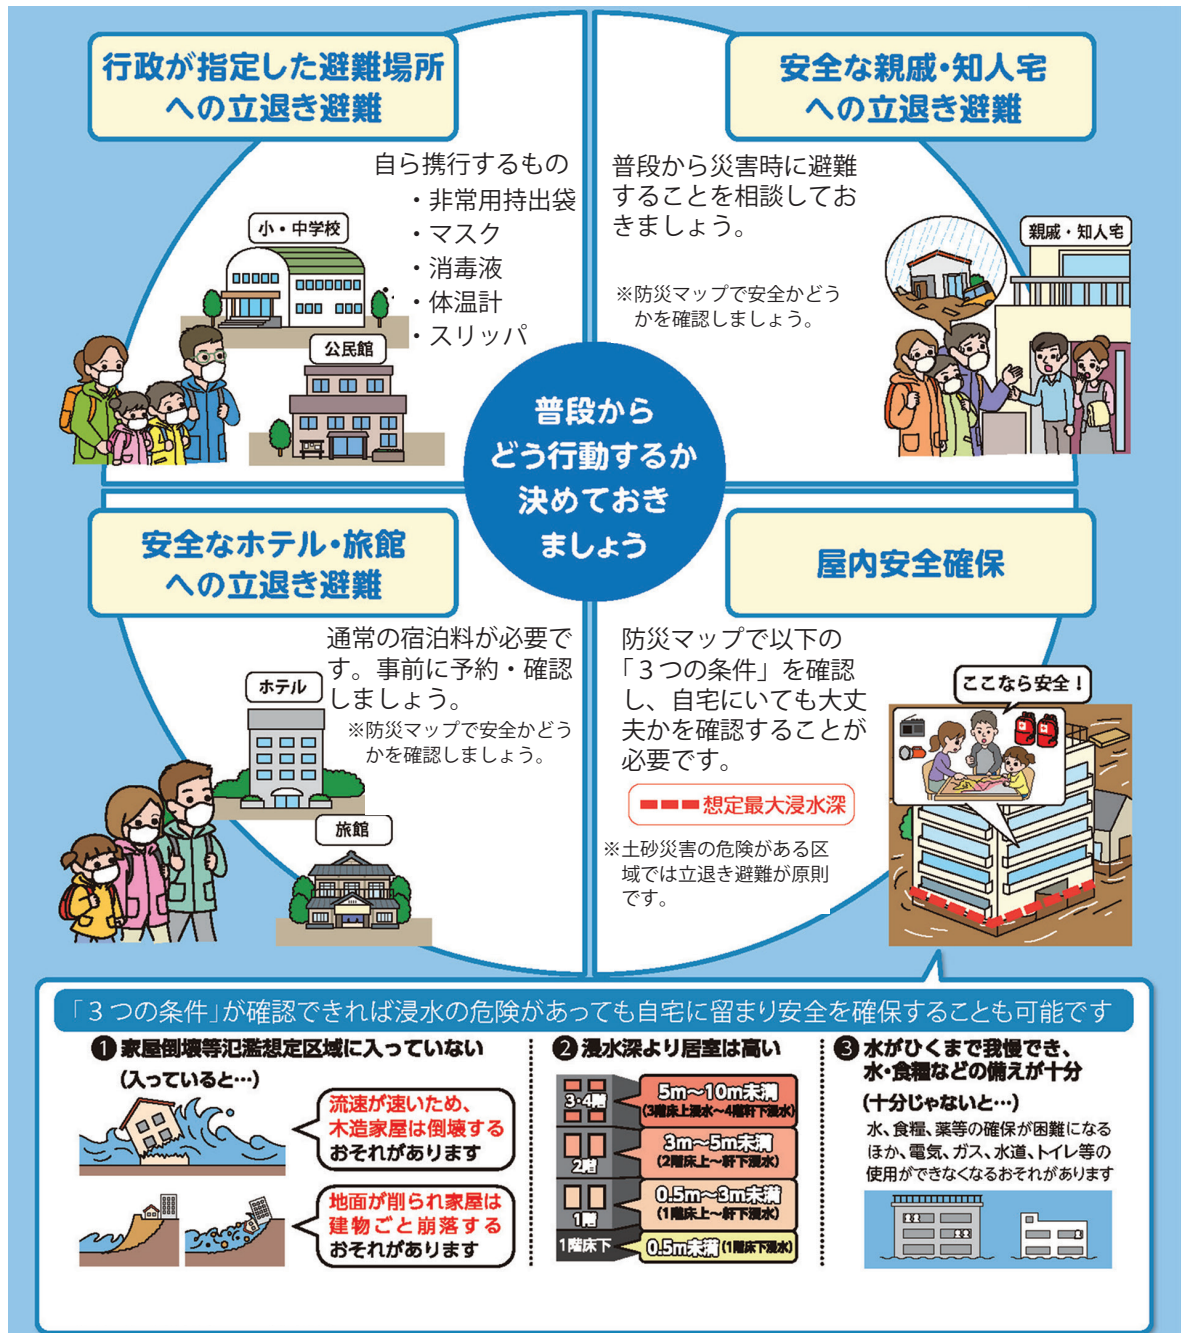 行政が指定した避難場所
への立退き避難
自ら携行するもの
・非常用持出袋
・マスク
・消毒液
・体温計
・スリッパ
小・中学校
公民館
安全な親戚・知人宅
への立退き避難
普段から災害時に避難
することを相談してお
きましょう。
※防災マップで安全かどう
かを確認しましょう。
親戚・知人宅
普段から
どう行動するか
決めておき
ましょう
安全なホテル・旅館
への立退き避難
通常の宿泊料が必要で
す。事前に予約・確認
しましょう。
※防災マップで安全かどう
かを確認しましょう。
ホテル
旅館
屋内安全確保
防災マップで以下の
「３つの条件」を確認
し、自宅にいても大丈
夫かを確認することが
必要です。
想定最大浸水深
※土砂災害の危険がある区
域では立退き避難が原則
です。
ここなら安全！
「３つの条件」が確認できれば浸水の危険があっても自宅に留まり安全を確保することも可能です
❶ 家屋倒壊等氾濫想定区域に入っていない
(入っていると…)
流速が速いため、
木造家屋は倒壊する
おそれがあります
地面が削られ家屋は
建物ごと崩落する
おそれがあります
❷ 浸水深より居室は高い
3・4階
5m〜10m未満
(3階床上浸水〜4階軒下浸水)
2階
3m〜5m未満
(2階床上〜軒下浸水)
1階
0.5m〜3m未満
(1階床上〜軒下浸水)
1階床下
0.5m未満 (1階床下浸水)
❸ 水がひくまで我慢でき、
水・食糧などの備えが十分
(十分じゃないと…)
水、食糧、薬等の確保が困難になる
ほか、電気、ガス、水道、トイレ等の
使用ができなくなるおそれがあります